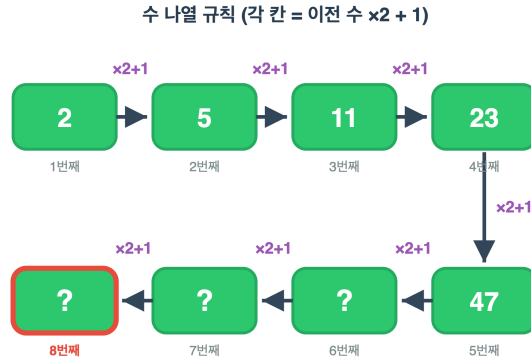 수 나열 규칙 (각 칸 = 이전 수 ×2 + 1)
×2+1 ×2+1 ×2+1
2 5 11 23
1번째 2번째 3번째 4번째
×2+1
×2+1 ×2+1 ×2+1
? ? ? 47
8번째 7번째 6번째 5번째